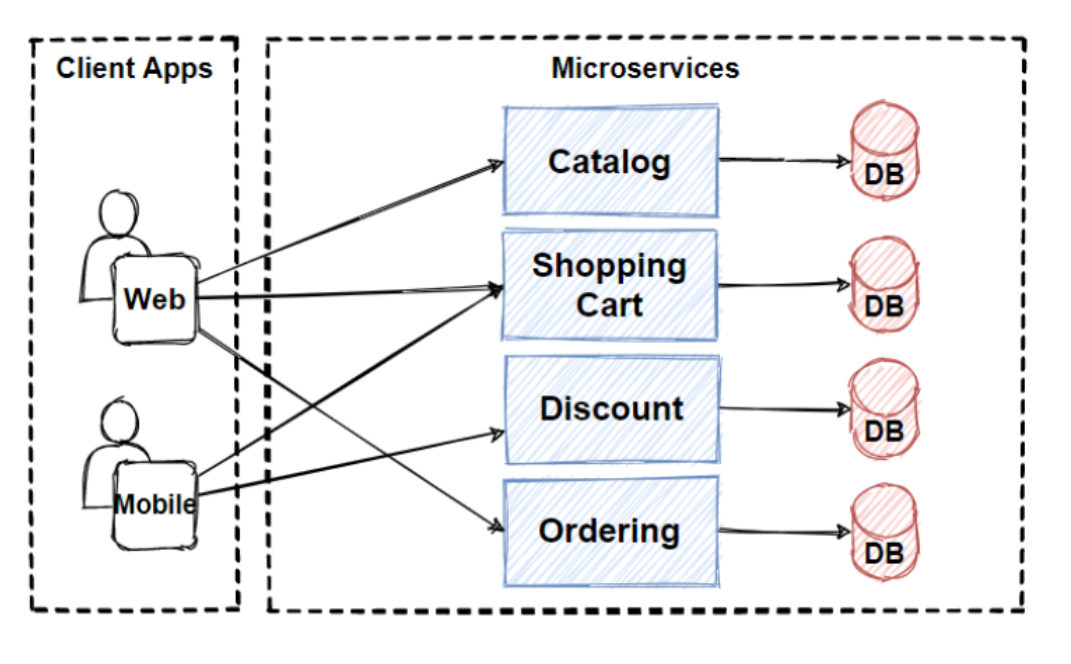 Client Apps
Microservices
Catalog
DB
Web
Shopping
Cart
DB
Discount
DB
Mobile
Ordering
DB